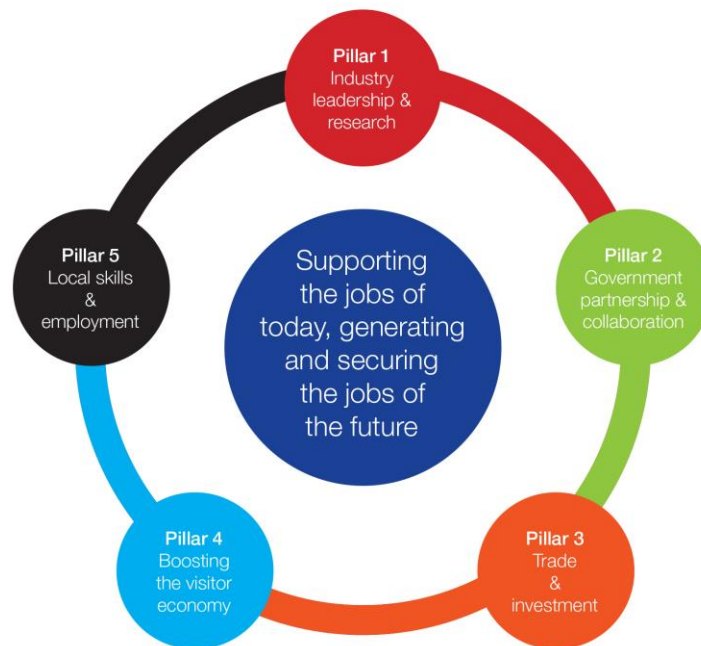 Pillar 1
Industry
leadership &
research
Pillar 2
Government
partnership &
collaboration
Pillar 3
Trade
&
investment
Pillar 4
Boosting
the visitor
economy
Pillar 5
Local skills
&
employment
Supporting
the jobs of
today, generating
and securing
the jobs of
the future